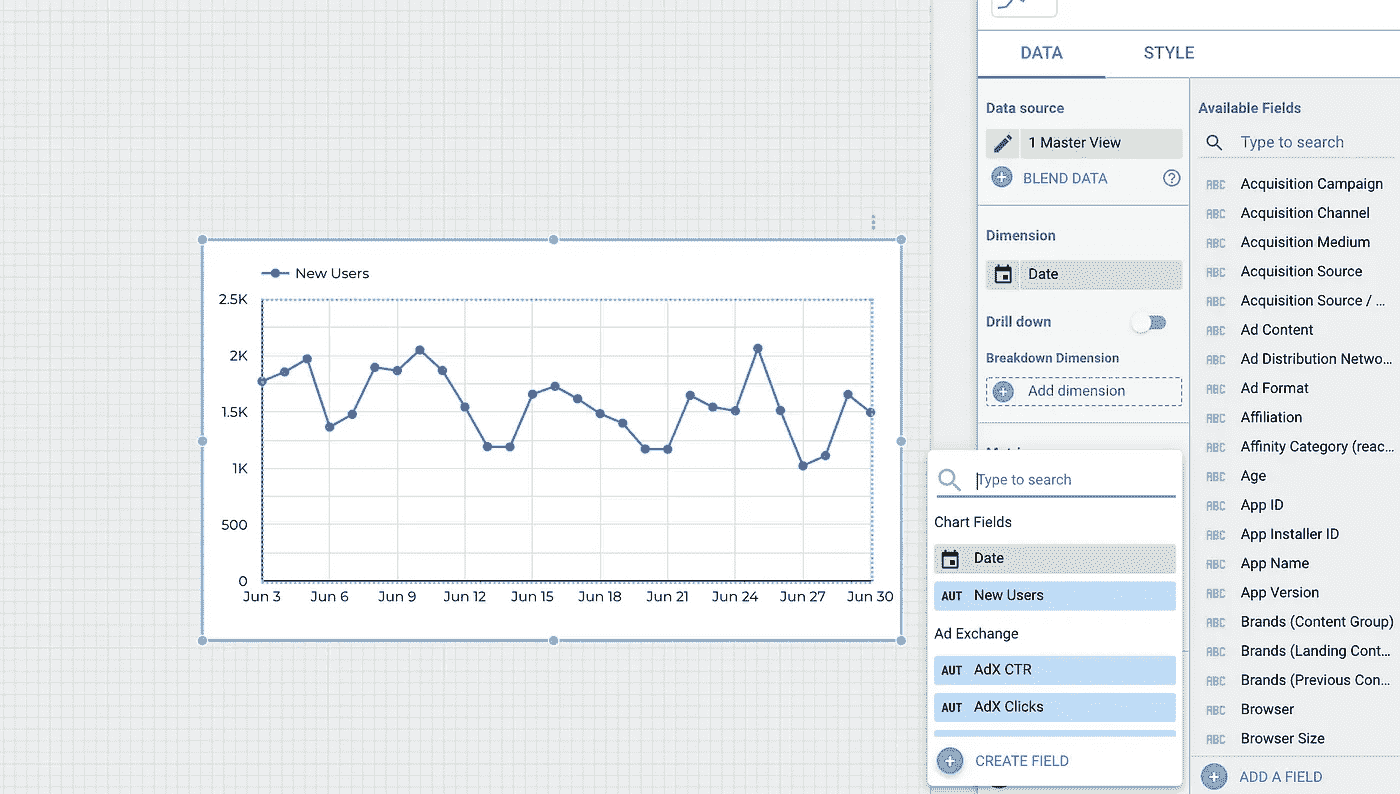 DATA
STYLE
Data source
1 Master View
BLEND DATA
Dimension
Date
Drill down
Breakdown Dimension
Add dimension
Available Fields
Type to search
ABC Acquisition Campaign
ABC Acquisition Channel
ABC Acquisition Medium
ABC Acquisition Source
ABC Acquisition Source / ...
ABC Ad Content
ABC Ad Distribution Netwo...
ABC Ad Format
ABC Affiliation
ABC Affinity Category (reac...
ABC Age
ABC App ID
ABC App Installer ID
ABC App Name
ABC App Version
ABC Brands (Content Group)
ABC Brands (Landing Cont...
ABC Brands (Previous Con...
ABC Browser
ABC Browser Size
ADD A FIELD
New Users
2.5K
2K
1.5K
1K
500
0
Jun 3 Jun 6 Jun 9 Jun 12 Jun 15 Jun 18 Jun 21 Jun 24 Jun 27 Jun 30
Type to search
Chart Fields
Date
AUT New Users
Ad Exchange
AUT AdX CTR
AUT AdX Clicks
CREATE FIELD